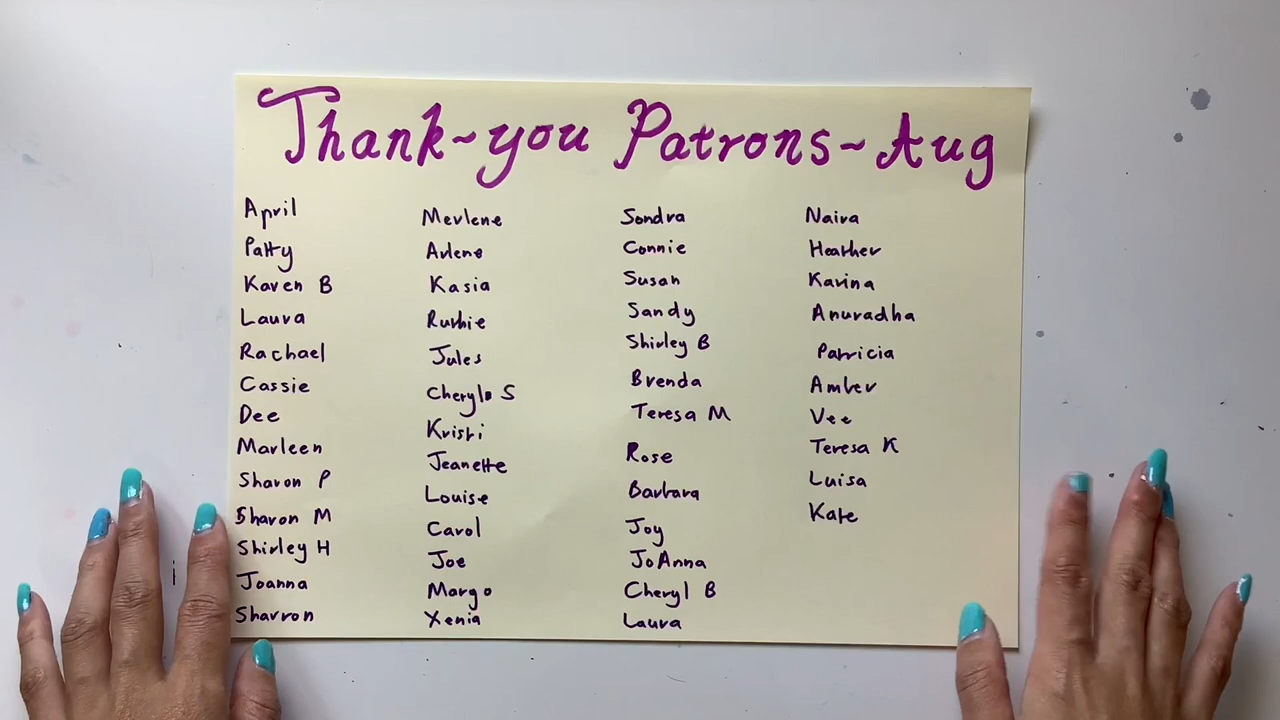 Thank-you Patrons-Aug
April
Patty
Karen B
Laura
Rachael
Cassie
Dee
Marleen
Sharon P
Sharon M
Shirley H
Joanna
Sharron
Merlene
Arlene
Kasia
Ruthie
Jules
Cheryle S
Kristi
Jeanette
Louise
Carol
Joe
Margo
Xenia
Sondra
Connie
Susan
Sandy
Shirley B
Brenda
Teresa M
Rose
Barbara
Joy
JoAnna
Cheryl B
Laura
Naira
Heather
Karina
Anuradha
Patricia
Amber
Vee
Teresa K
Luisa
Kate